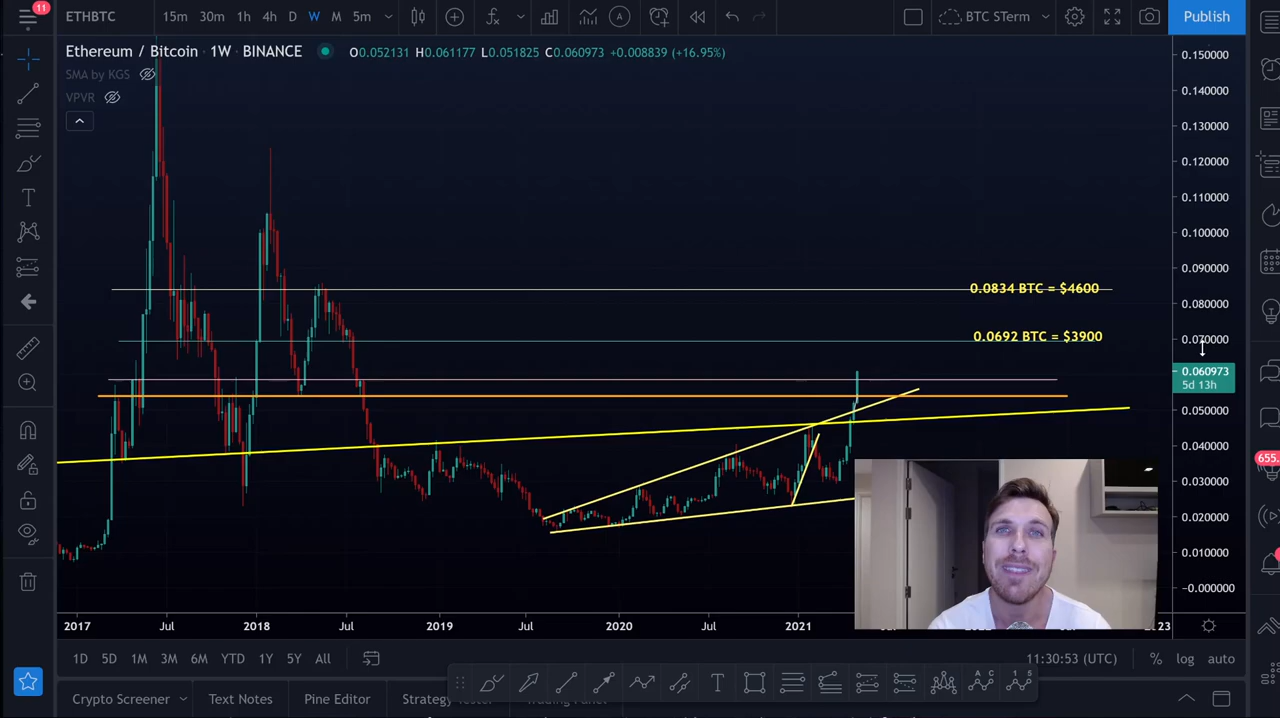 11
ETHBTC
15m 30m 1h 4h D W M 5m
BTC STerm
Publish
Ethereum / Bitcoin · 1W · BINANCE O0.052131 H0.061177 L0.051825 C0.060973 +0.008839 (+16.95%)
SMA by KGS
VPVR
0.150000
0.140000
0.130000
0.120000
0.110000
0.100000
0.090000
0.080000
0.070000
0.060973
5d 13h
0.050000
0.040000
0.030000
0.020000
0.010000
−0.000000
0.0834 BTC = $4600
0.0692 BTC = $3900
655.
2017 Jul 2018 Jul 2019 2020 Jul 2021 2023
1D 5D 1M 3M 6M YTD 1Y 5Y All
11:30:53 (UTC) % log auto
Crypto Screener Text Notes Pine Editor